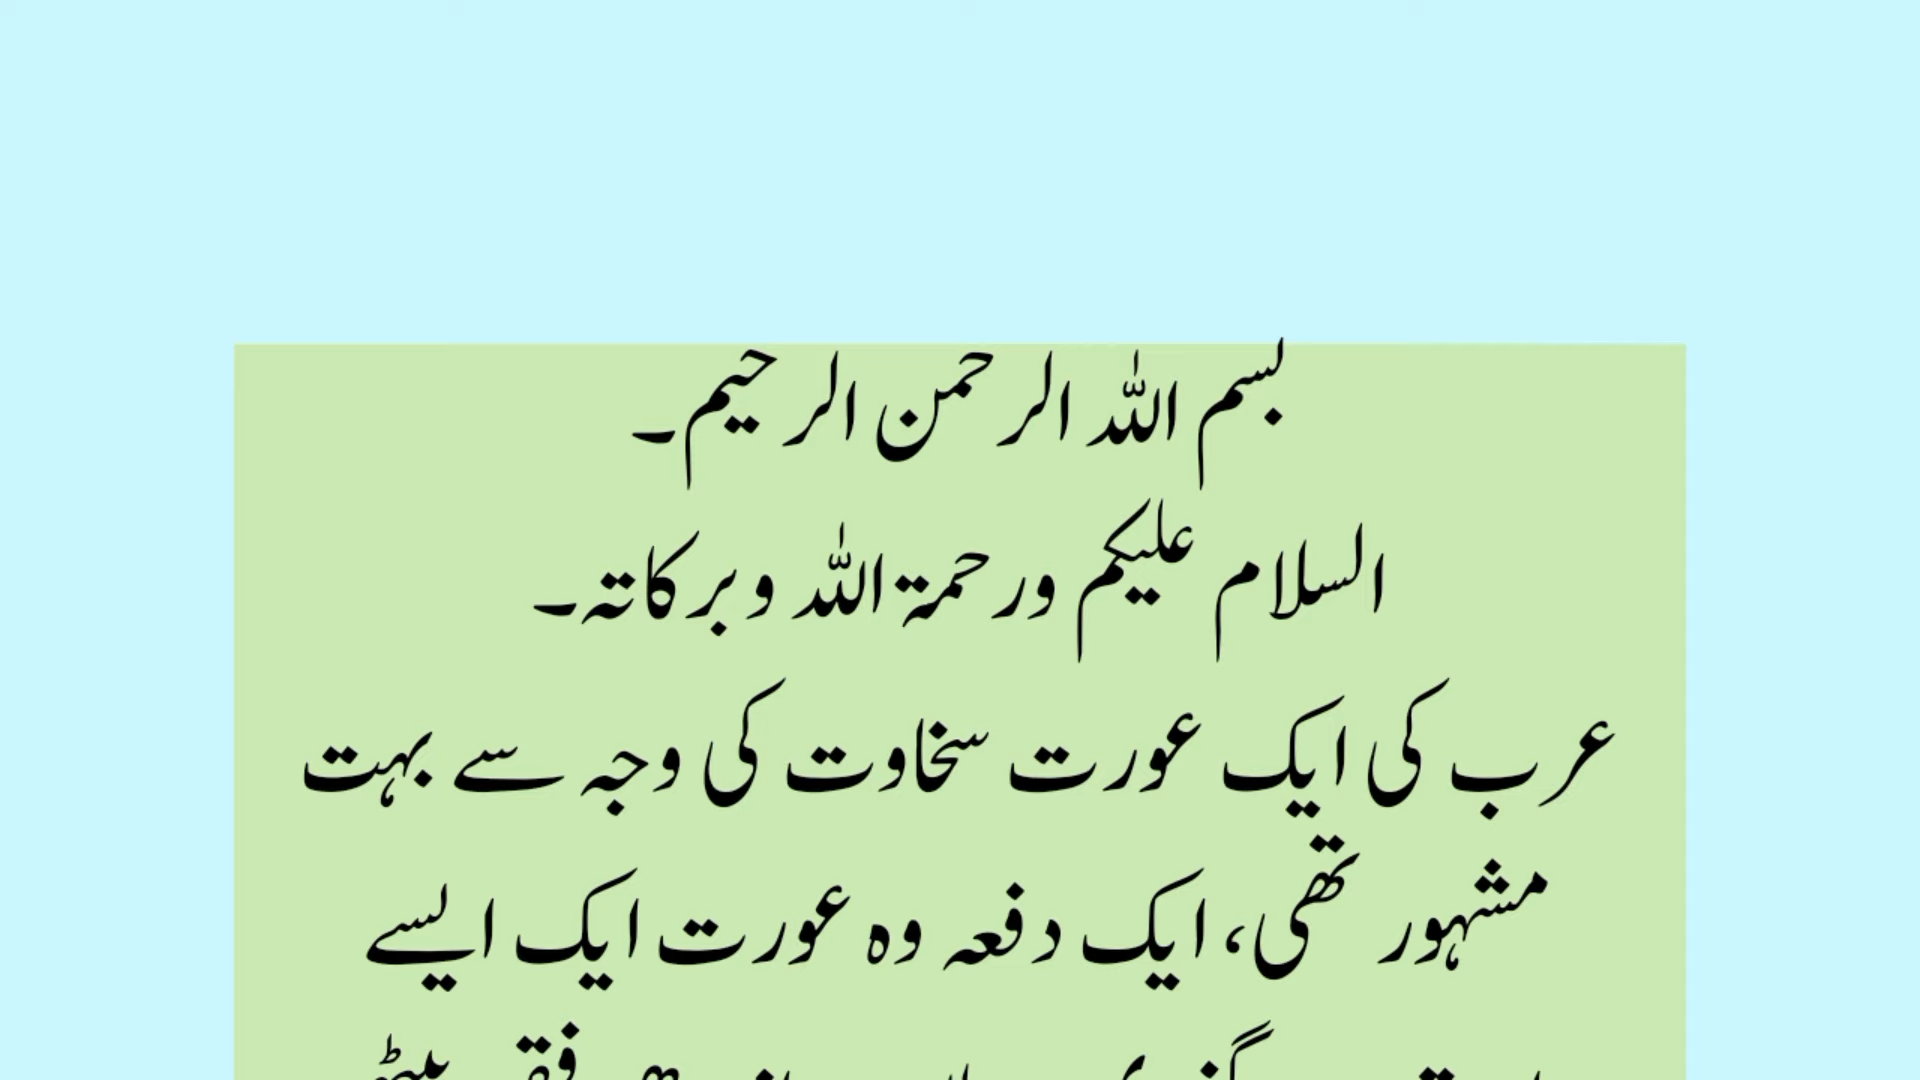 بسم اللہ الرحمن الرحیم۔
السلام علیکم ورحمۃ اللہ وبرکاتہ۔
عرب کی ایک عورت سخاوت کی وجہ سے بہت
مشہور تھی، ایک دفعہ وہ عورت ایک ایسے